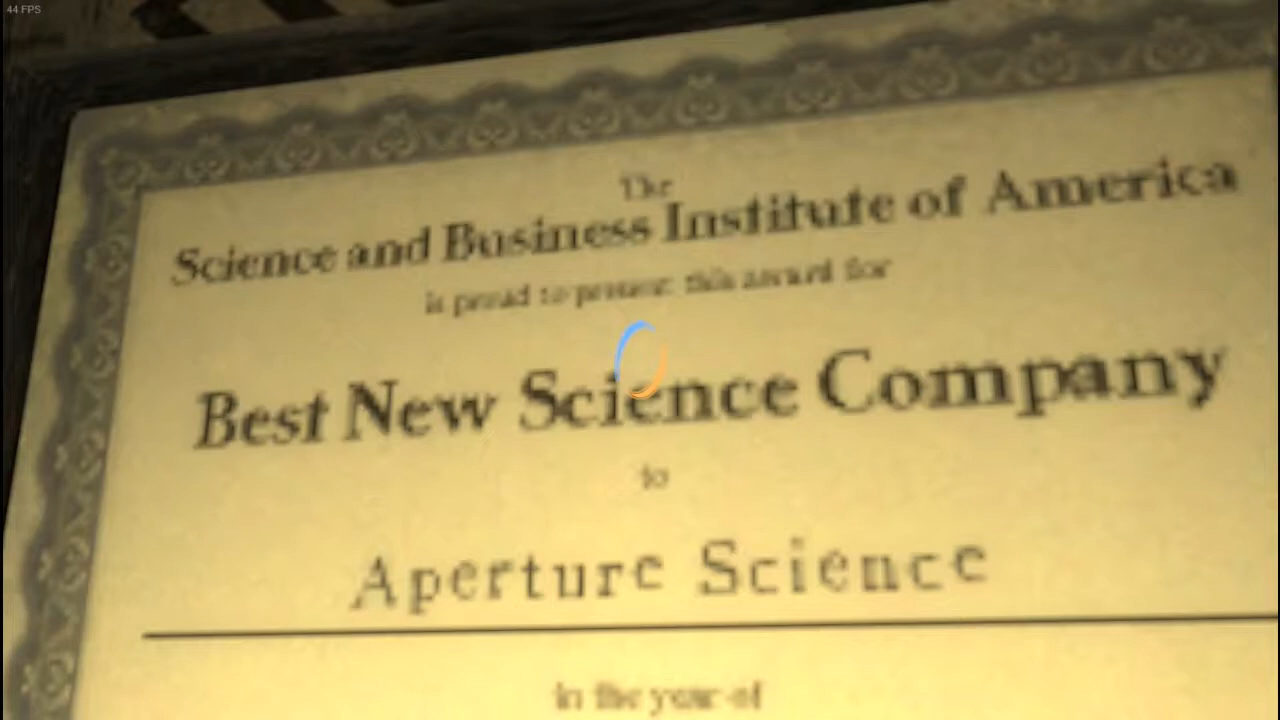 44 FPS
The
Science and Business Institute of America
is proud to present this award for
Best New Science Company
to
Aperture Science
in the year of